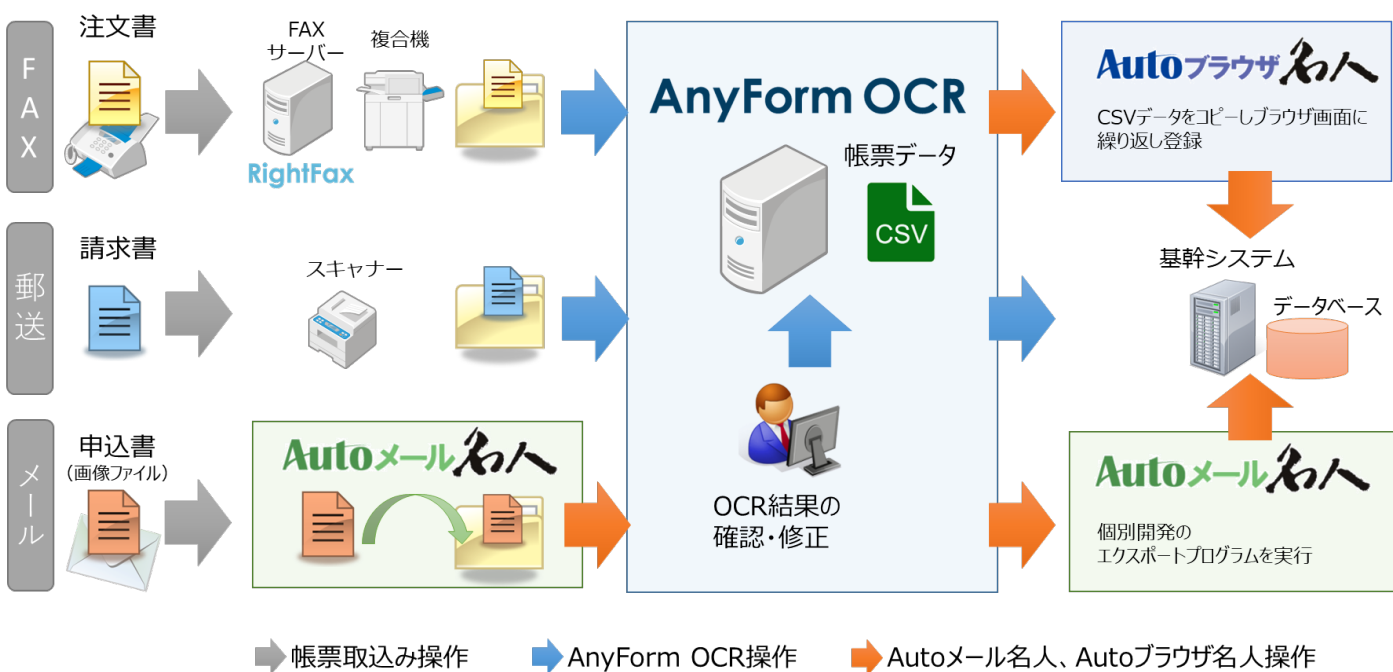 FAX
注文書
FAX
サーバー
複合機
RightFax
AnyForm OCR
帳票データ
CSV
Autoブラウザ名人
CSVデータをコピーしブラウザ画面に
繰り返し登録
郵送
請求書
スキャナー
基幹システム
データベース
メール
申込書
(画像ファイル)
Autoメール名人
OCR結果の
確認・修正
Autoメール名人
個別開発の
エクスポートプログラムを実行
帳票取込み操作
AnyForm OCR操作
Autoメール名人、Autoブラウザ名人操作